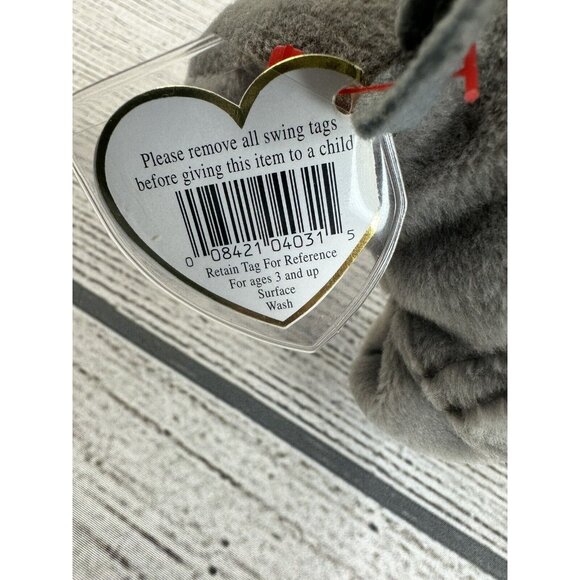 Please remove all swing tags
before giving this item to a child
0 08421 04031 5
Retain Tag For Reference
For ages 3 and up
Surface
Wash